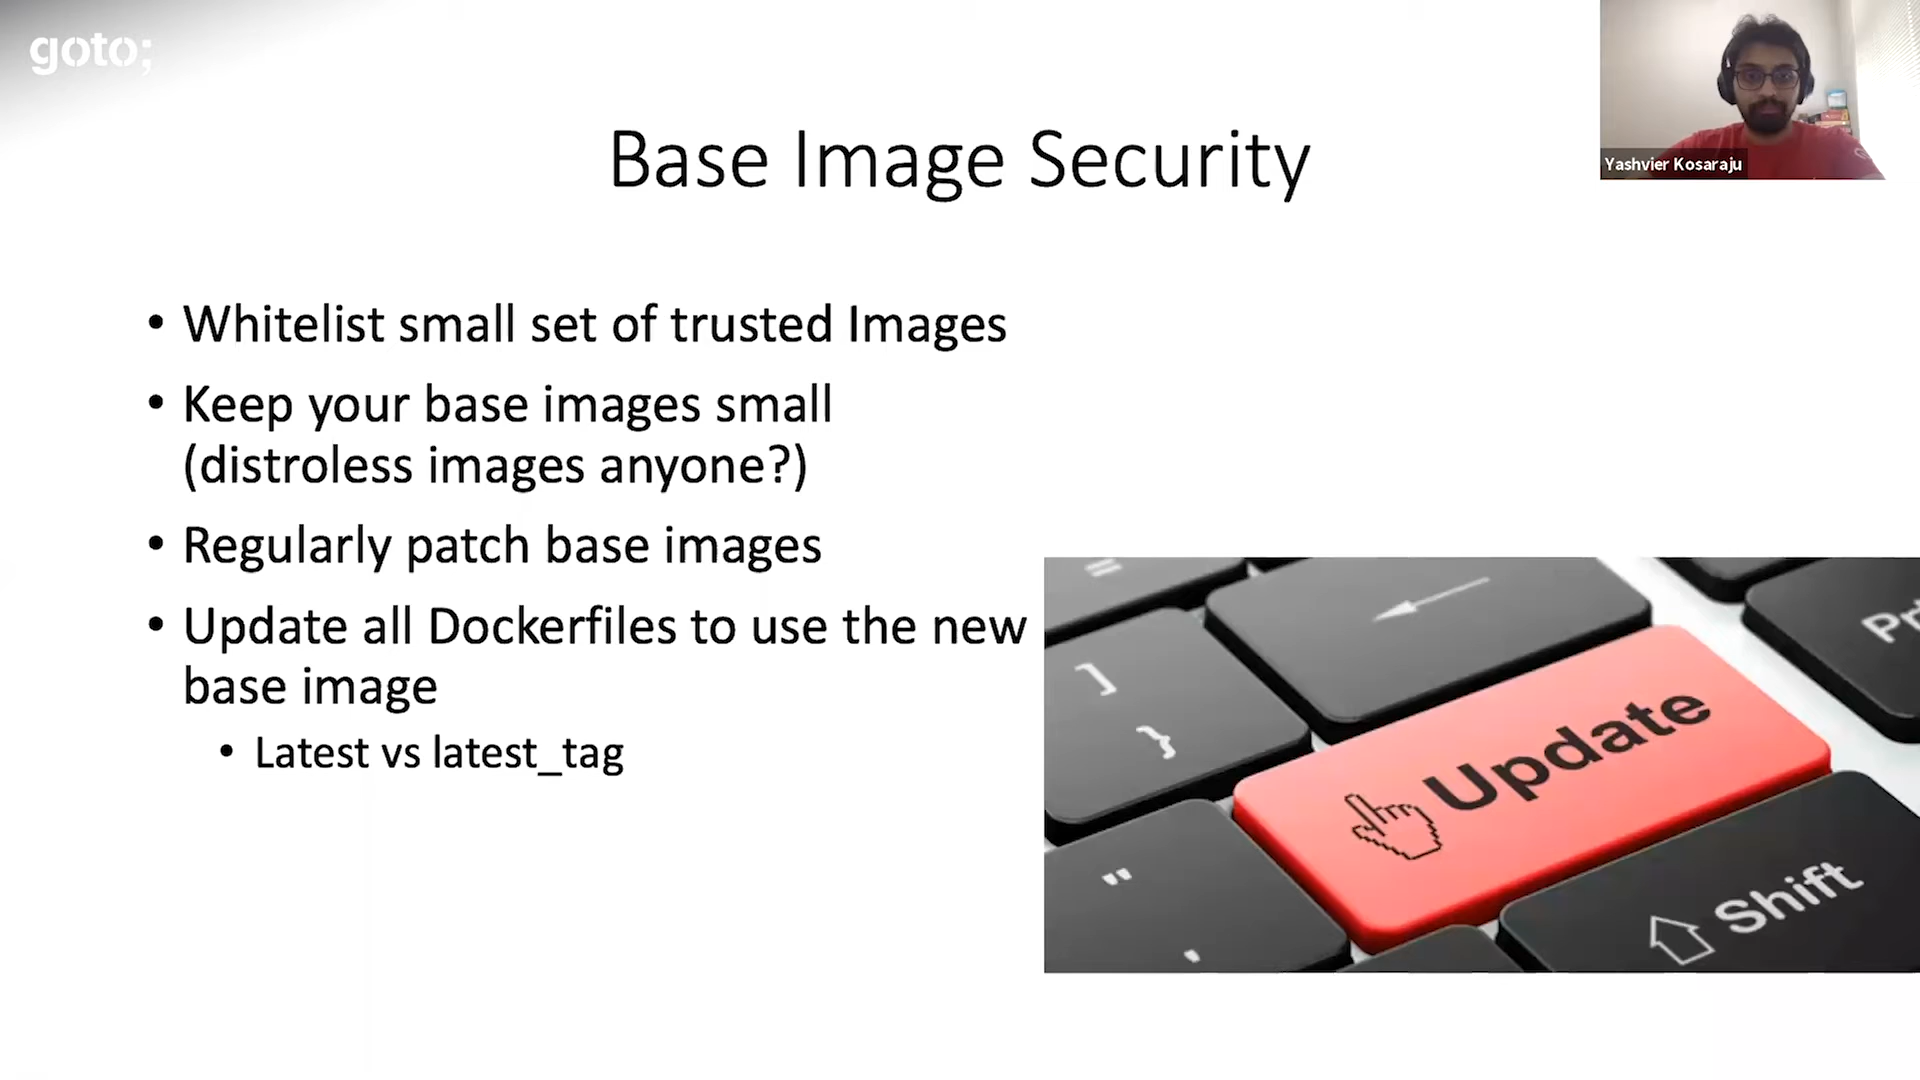 goto;
Yashvier Kosaraju
Base Image Security
• Whitelist small set of trusted Images
• Keep your base images small
(distroless images anyone?)
• Regularly patch base images
• Update all Dockerfiles to use the new
base image
• Latest vs latest_tag
=
]
}
Update
"
'
Shift